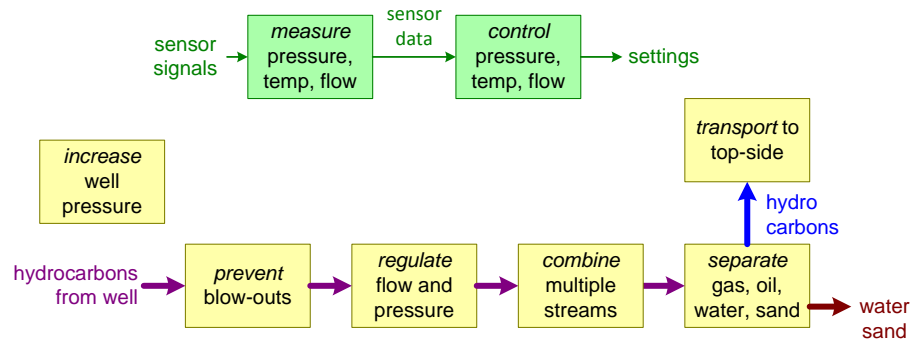 sensor
signals
measure
pressure,
temp, flow
sensor
data
control
pressure,
temp, flow
settings
increase
well
pressure
transport to
top-side
hydro
carbons
hydrocarbons
from well
prevent
blow-outs
regulate
flow and
pressure
combine
multiple
streams
separate
gas, oil,
water, sand
water
sand